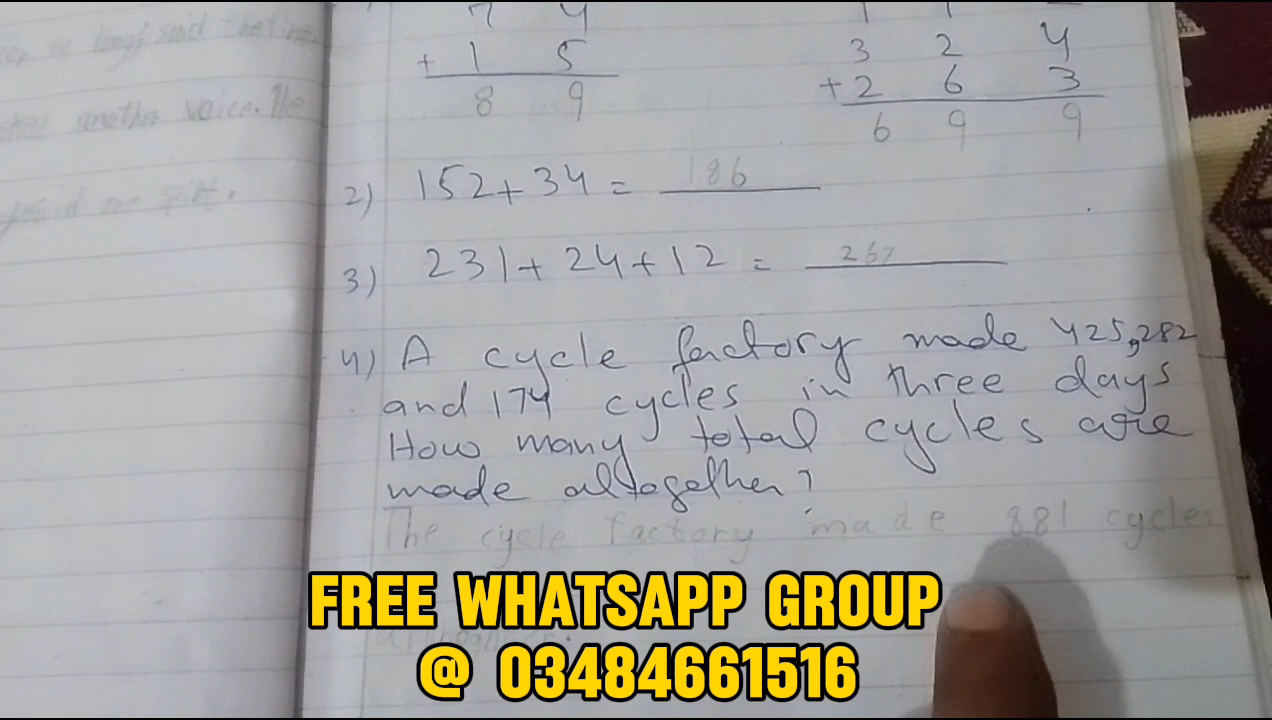 7 4
+ 1 5
8 9
3 2 4
+ 2 6 3
6 9 9
2) 152 + 34 = 186
3) 231 + 24 + 12 = 267
4) A cycle factory made 425,282
and 174 cycles in three days
How many total cycles are
made altogether?
The cycle factory made 881 cycles
FREE WHATSAPP GROUP
@ 03484661516